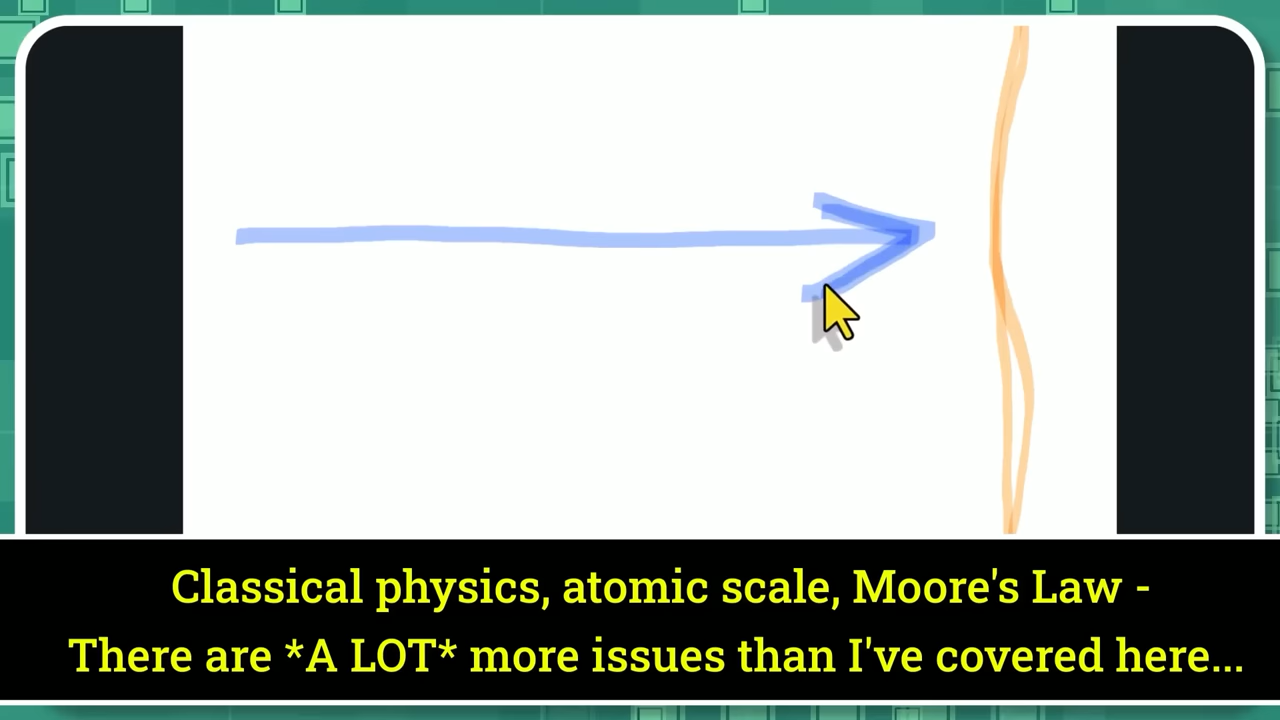 Classical physics, atomic scale, Moore's Law -
There are *A LOT* more issues than I've covered here...